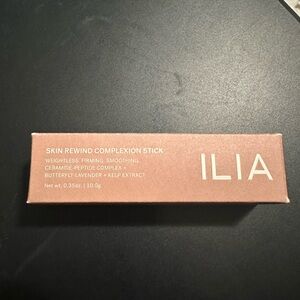 SKIN REWIND COMPLEXION STICK
WEIGHTLESS. FIRMING. SMOOTHING.
CERAMIDE-PEPTIDE COMPLEX +
BUTTERFLY LAVENDER + KELP EXTRACT
Net wt. 0.35oz. | 10.0g
ILIA